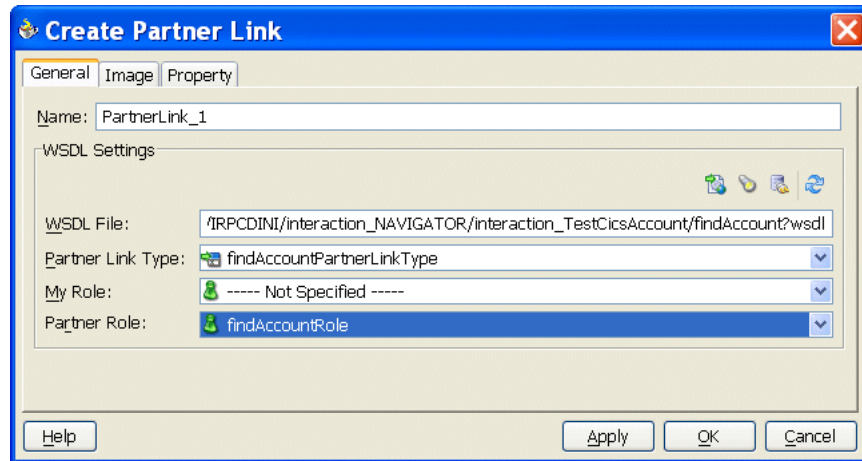 Create Partner Link
General Image Property
Name: PartnerLink_1
WSDL Settings
WSDL File: /IRPCDINI/interaction_NAVIGATOR/interaction_TestCicsAccount/findAccount?wsdl
Partner Link Type: findAccountPartnerLinkType
My Role: ----- Not Specified -----
Partner Role: findAccountRole
Help Apply OK Cancel